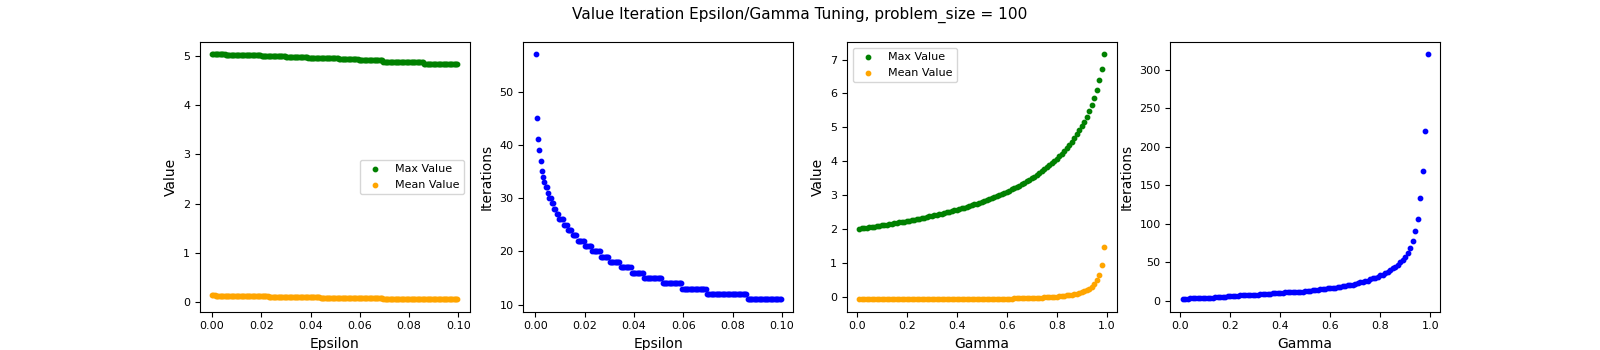 Value Iteration Epsilon/Gamma Tuning, problem_size = 100
Value
5
4
3
2
1
0
Max Value
Mean Value
0.00 0.02 0.04 0.06 0.08 0.10
Epsilon
Iterations
50
40
30
20
10
0.00 0.02 0.04 0.06 0.08 0.10
Epsilon
Value
7
6
5
4
3
2
1
0
Max Value
Mean Value
0.0 0.2 0.4 0.6 0.8 1.0
Gamma
Iterations
300
250
200
150
100
50
0
0.0 0.2 0.4 0.6 0.8 1.0
Gamma